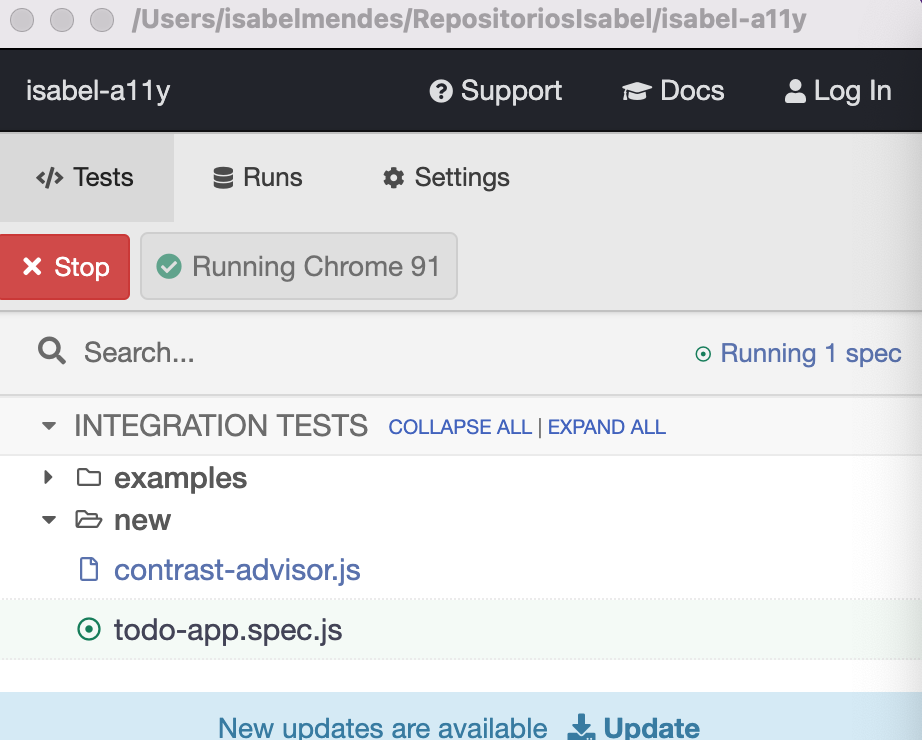 /Users/isabelmendes/RepositoriosIsabel/isabel-a11y
isabel-a11y Support Docs Log In
Tests Runs Settings
Stop Running Chrome 91
Search... Running 1 spec
INTEGRATION TESTS COLLAPSE ALL | EXPAND ALL
examples
new
contrast-advisor.js
todo-app.spec.js
New updates are available Update